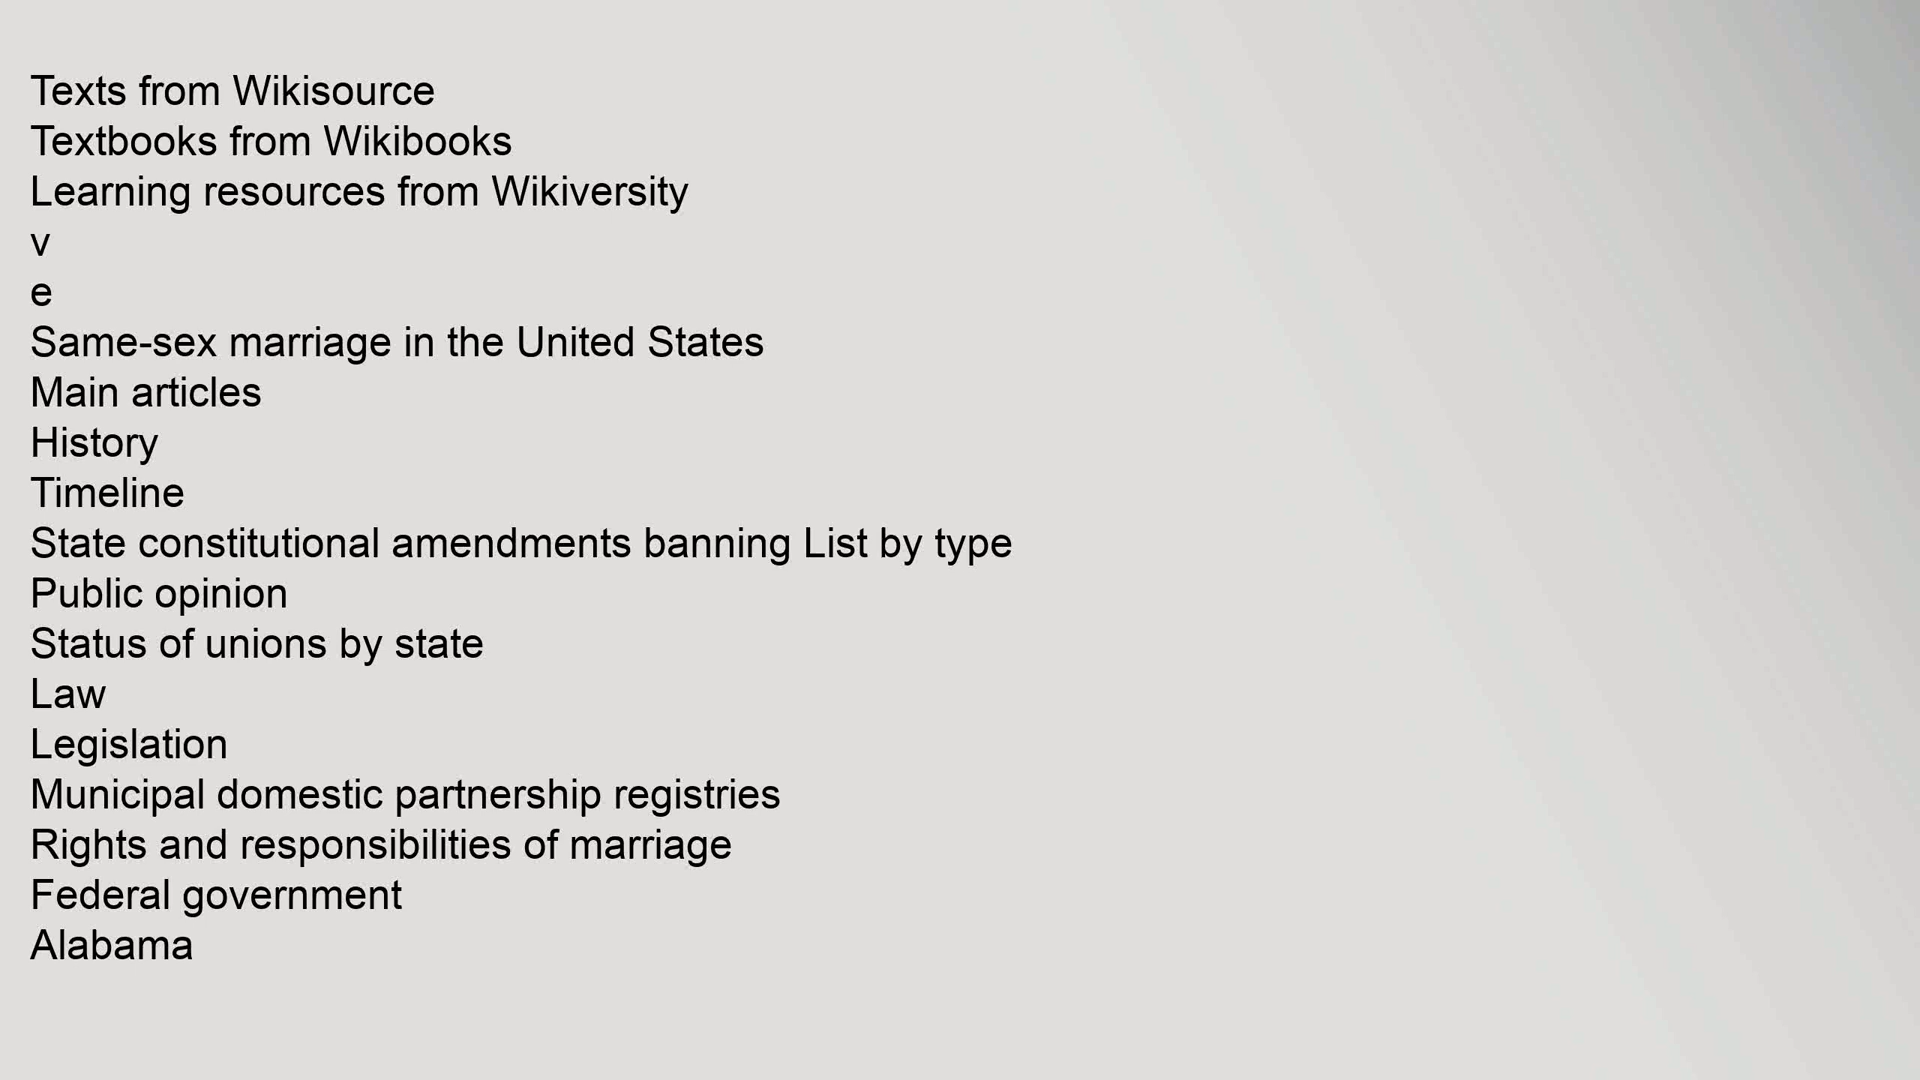 Texts from Wikisource
Textbooks from Wikibooks
Learning resources from Wikiversity
v
e
Same-sex marriage in the United States
Main articles
History
Timeline
State constitutional amendments banning List by type
Public opinion
Status of unions by state
Law
Legislation
Municipal domestic partnership registries
Rights and responsibilities of marriage
Federal government
Alabama